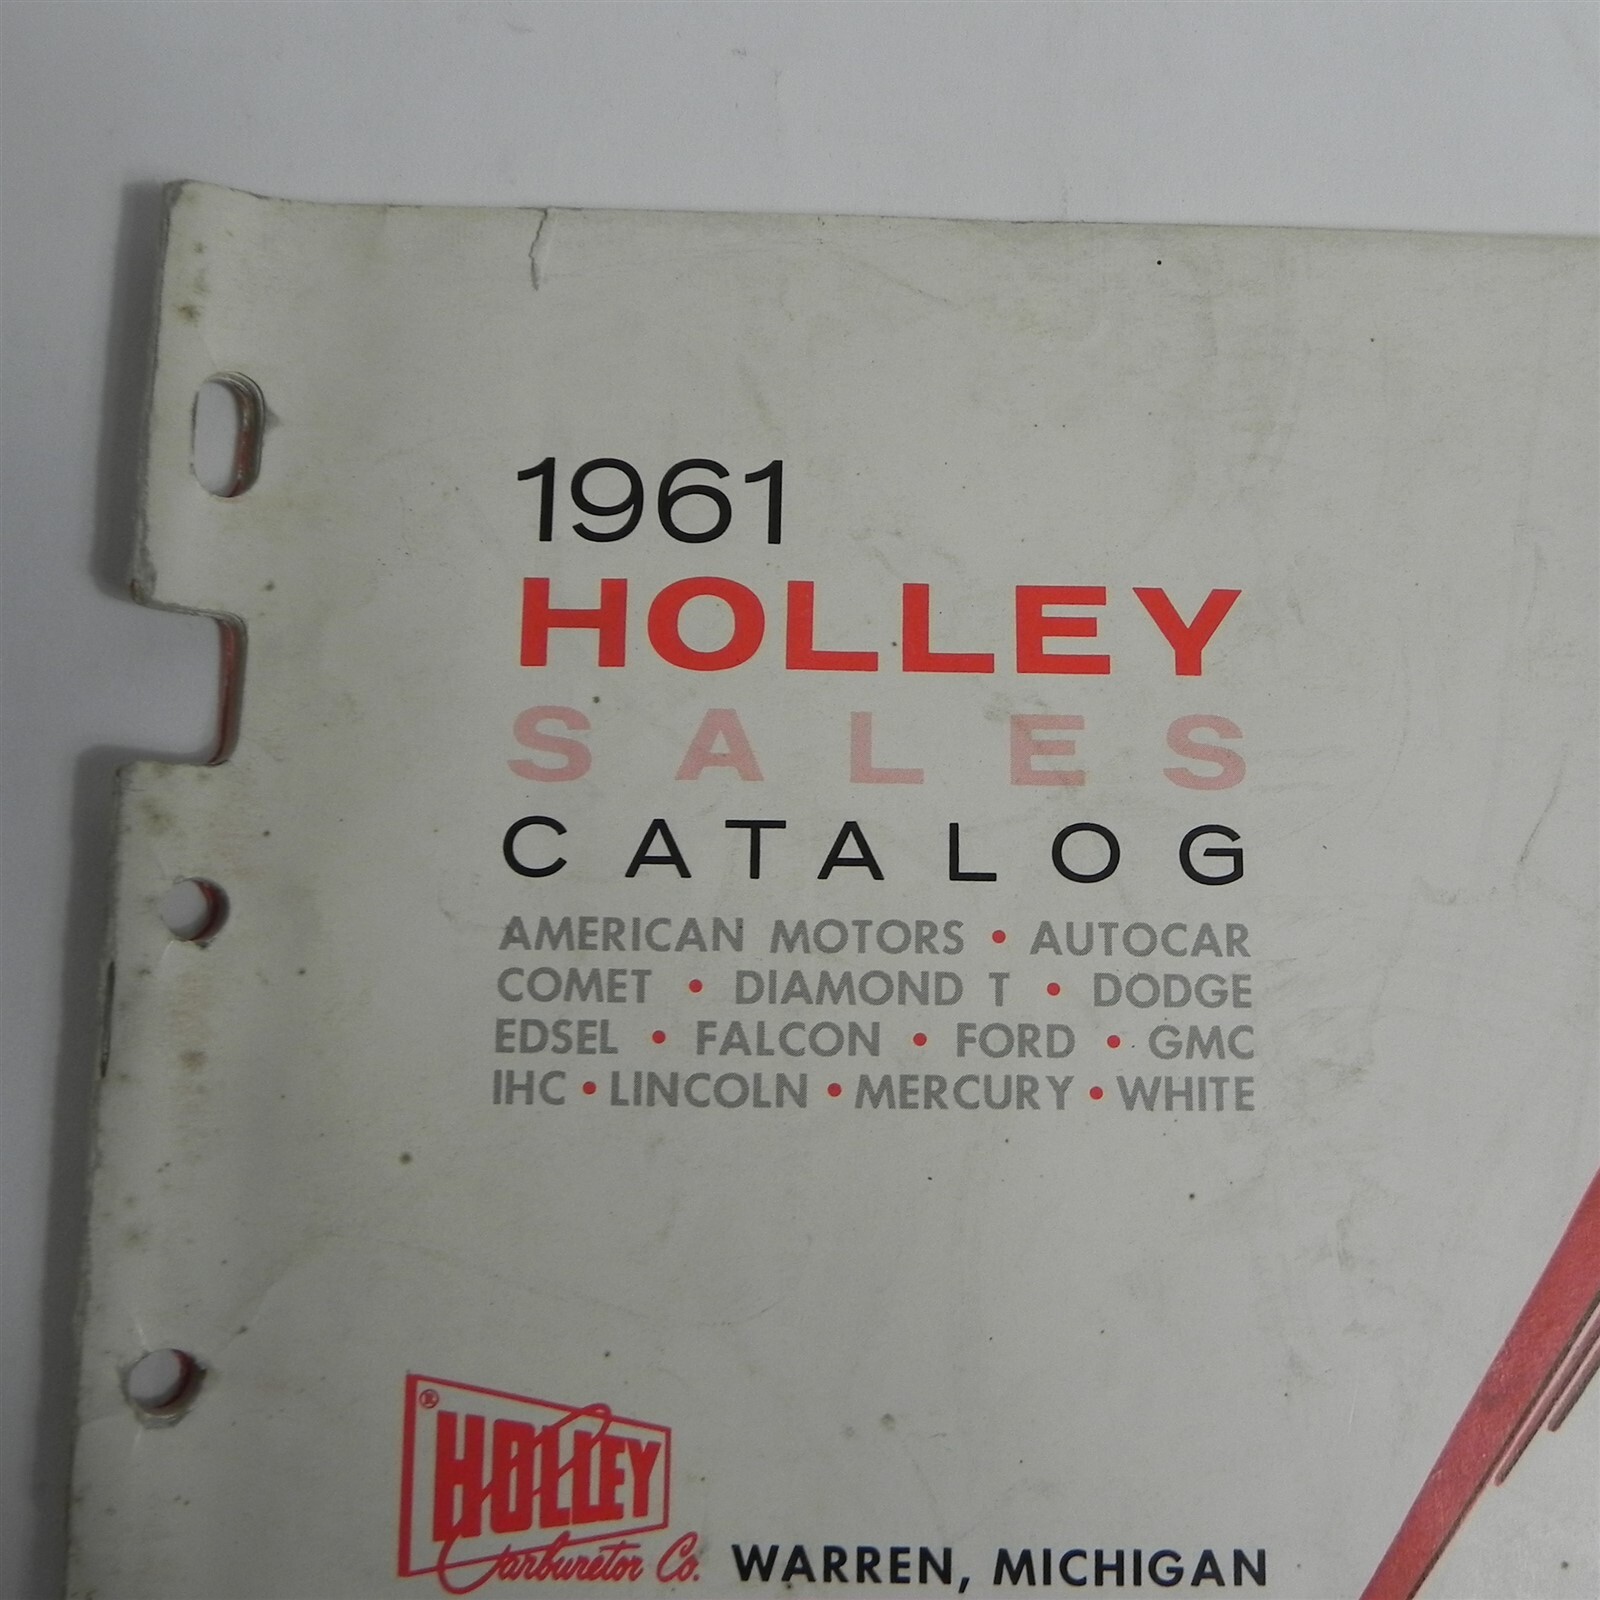 1961
HOLLEY
SALES
CATALOG
AMERICAN MOTORS • AUTOCAR
COMET • DIAMOND T • DODGE
EDSEL • FALCON • FORD • GMC
IHC • LINCOLN • MERCURY • WHITE
®
HOLLEY
Carburetor Co. WARREN, MICHIGAN